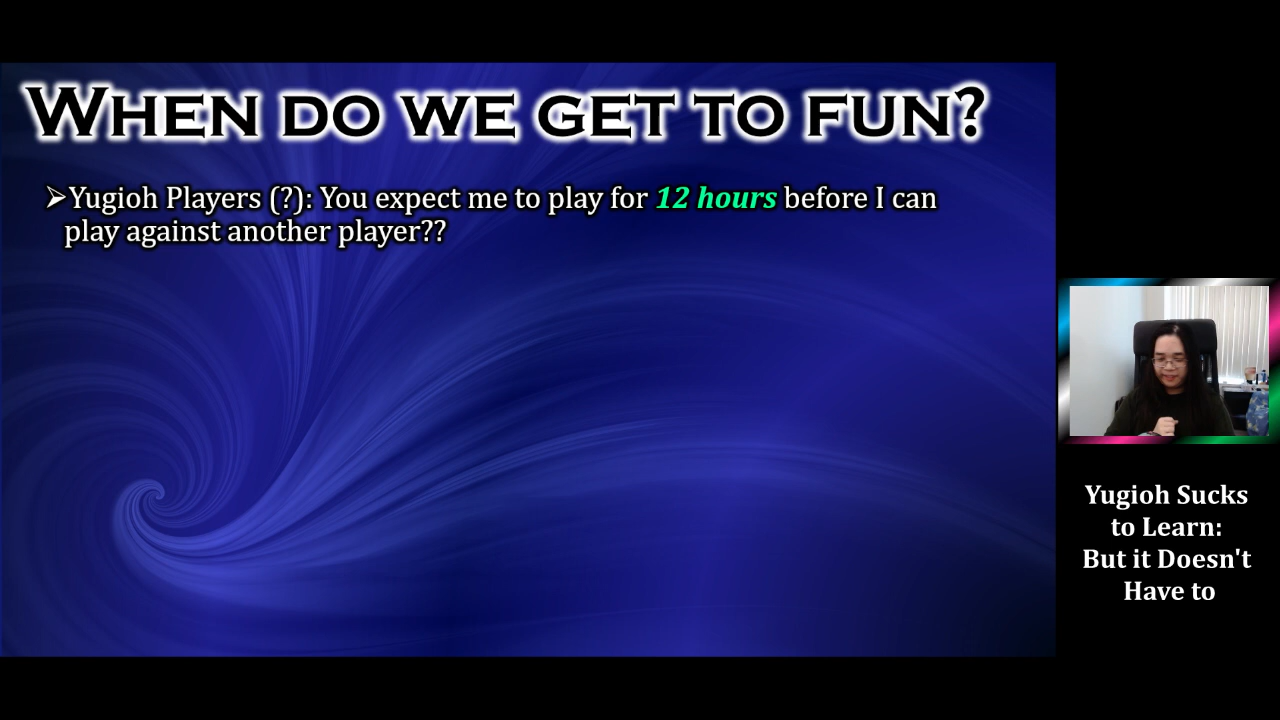 WHEN DO WE GET TO FUN?
➢Yugioh Players (?): You expect me to play for 12 hours before I can
play against another player??
Yugioh Sucks
to Learn:
But it Doesn't
Have to